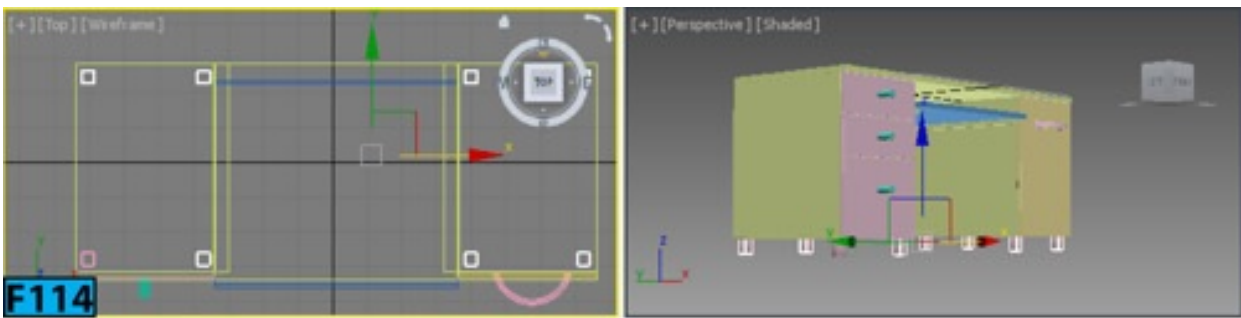 [+] [Top] [Wireframe]
TOP
x
F114
[+] [Perspective] [Shaded]
z
x